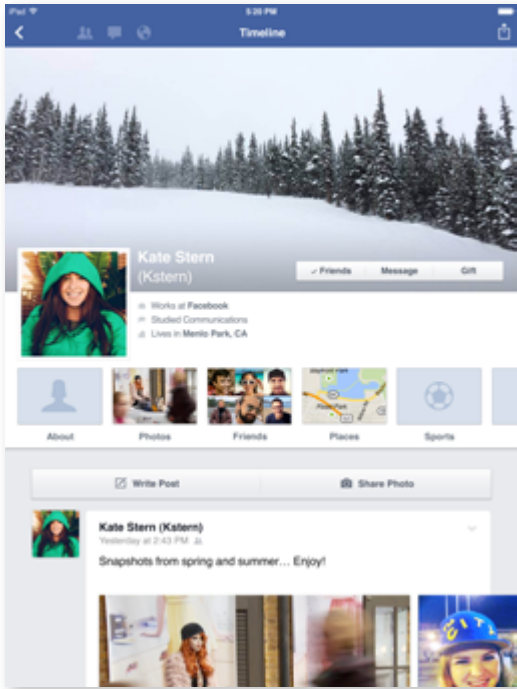 iPad 5:20 PM
Timeline
Kate Stern
(Kstern)
✓ Friends Message Gift
Works at Facebook
Studied Communications
Lives in Menlo Park, CA
About Photos Friends Places Sports
Write Post Share Photo
Kate Stern (Kstern)
Yesterday at 2:43 PM
Snapshots from spring and summer... Enjoy!